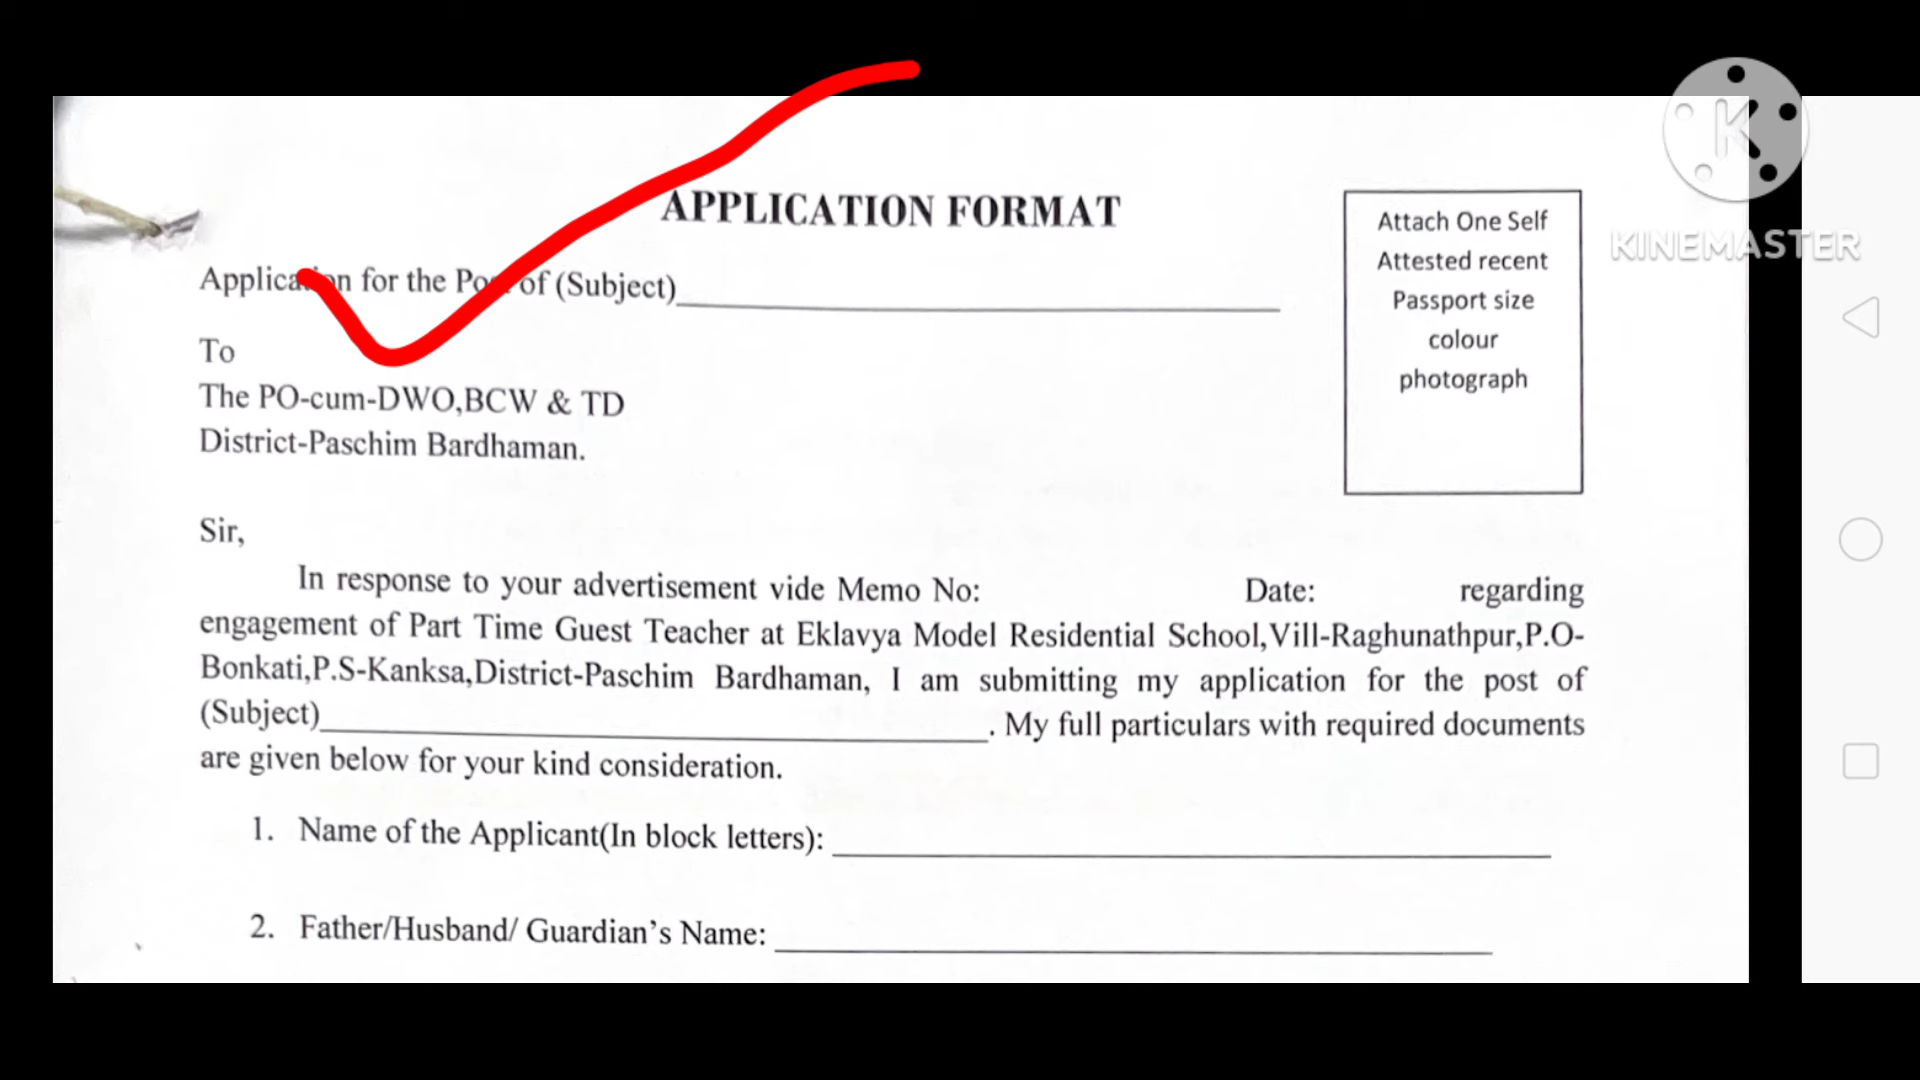 APPLICATION FORMAT
Attach One Self
Attested recent
Passport size
colour
photograph
KINEMASTER
Application for the Post of (Subject)
To
The PO-cum-DWO,BCW & TD
District-Paschim Bardhaman.
Sir,
In response to your advertisement vide Memo No: Date: regarding
engagement of Part Time Guest Teacher at Eklavya Model Residential School,Vill-Raghunathpur,P.O-
Bonkati,P.S-Kanksa,District-Paschim Bardhaman, I am submitting my application for the post of
(Subject) . My full particulars with required documents
are given below for your kind consideration.
1. Name of the Applicant(In block letters):
2. Father/Husband/ Guardian's Name: